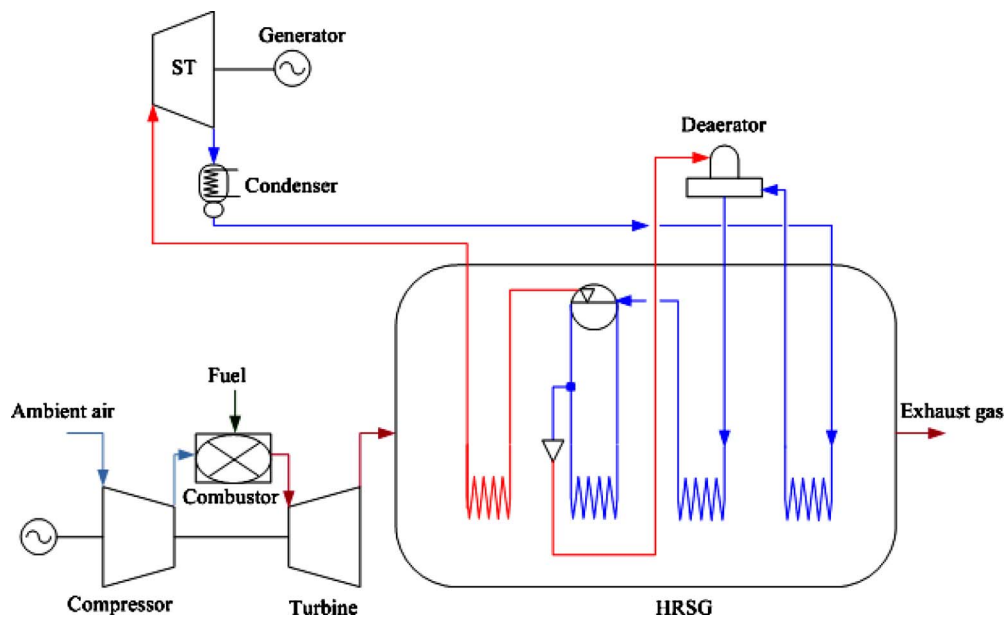 Generator
ST
Deaerator
Condenser
Fuel
Ambient air
Exhaust gas
Combustor
Compressor
Turbine
HRSG